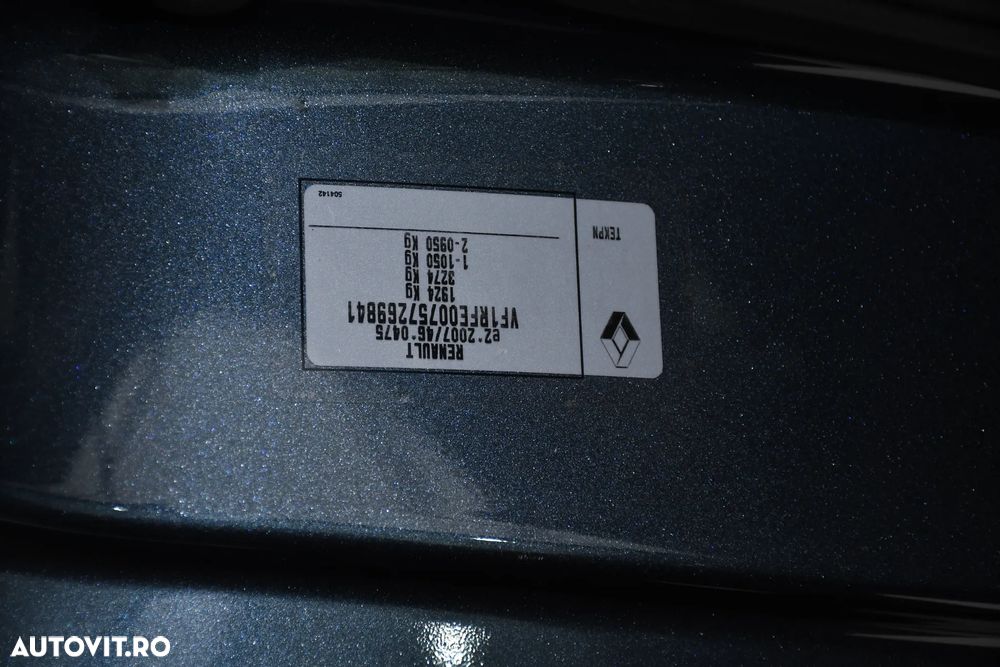 RENAULT
e2*2007/46*0475
VF1RFE00757269841
1924 Kg
3274 Kg
1-1050 Kg
2-0950 Kg
504142
TEKPN
AUTOVIT.RO